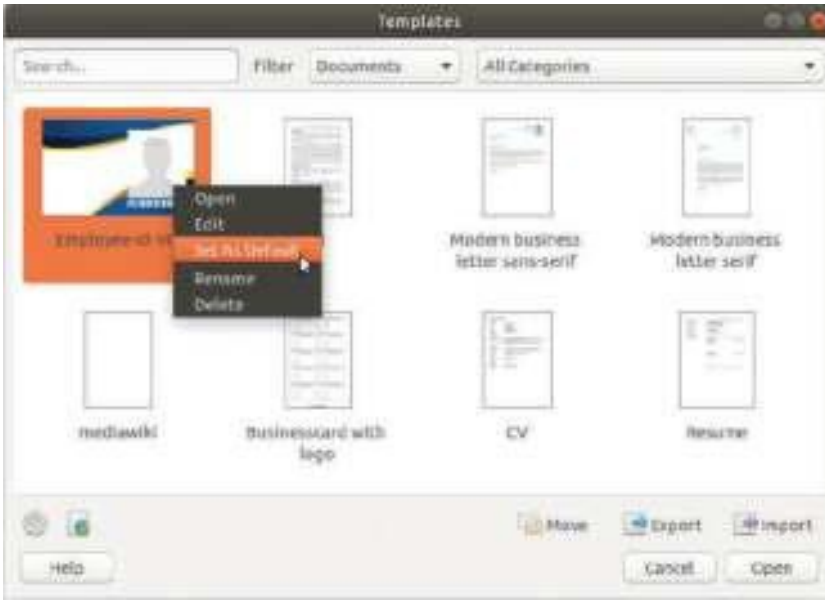 Templates
Search...
Filter
Documents
All Categories
Open
Edit
Set As Default
Rename
Delete
Modern business
letter sans-serif
Modern business
letter serif
mediawiki
Businesscard with
logo
CV
Resume
Move
Export
Import
Help
Cancel
Open